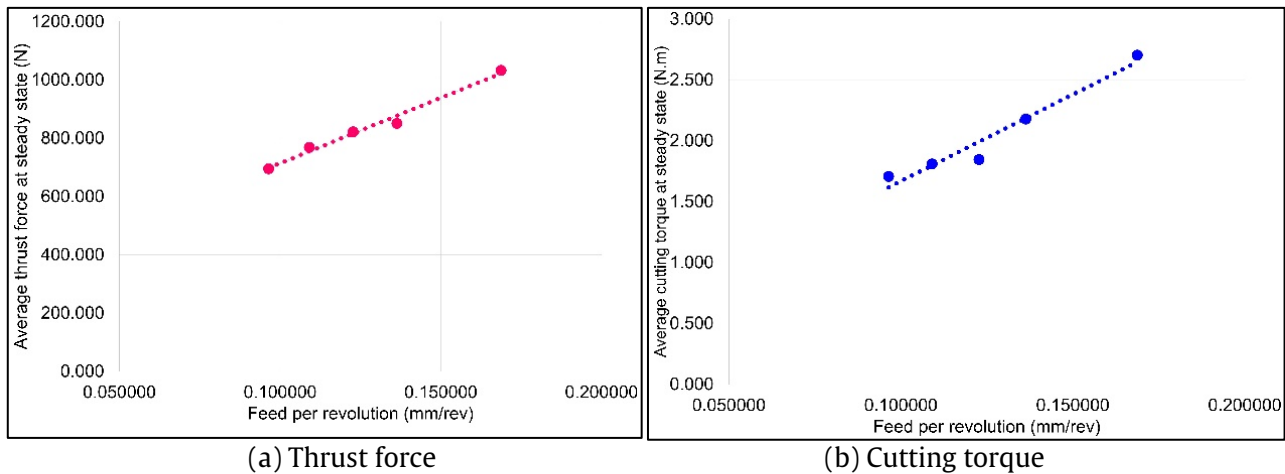 Average thrust force at steady state (N)
1200.000
1000.000
800.000
600.000
400.000
200.000
0.000
0.050000 0.100000 0.150000 0.200000
Feed per revolution (mm/rev)
(a) Thrust force
Average cutting torque at steady state (N.m)
3.000
2.500
2.000
1.500
1.000
0.500
0.000
0.050000 0.100000 0.150000 0.200000
Feed per revolution (mm/rev)
(b) Cutting torque